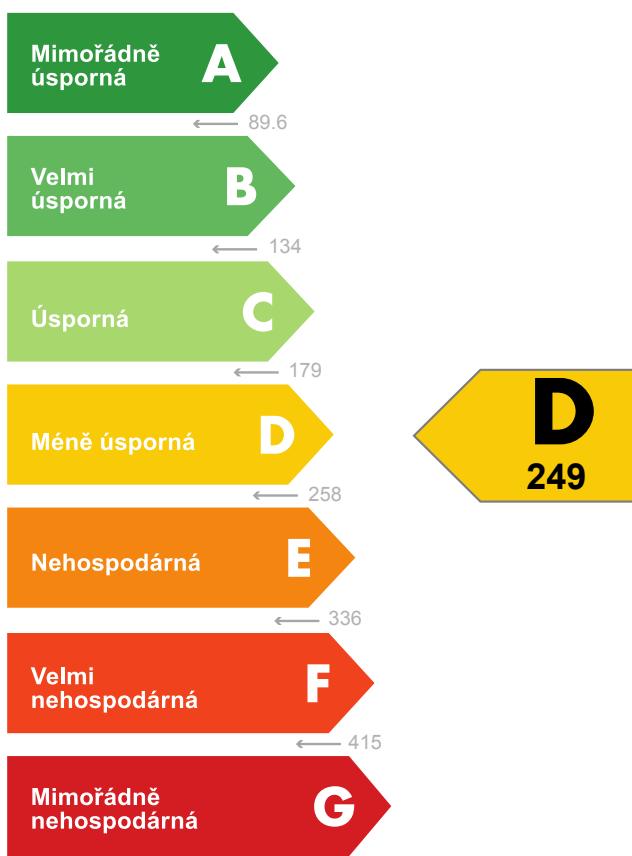 Mimořádně
úsporná
A
89.6
Velmi
úsporná
B
134
Úsporná
C
179
Méně úsporná
D
258
D
249
Nehospodárná
E
336
Velmi
nehospodárná
F
415
Mimořádně
nehospodárná
G